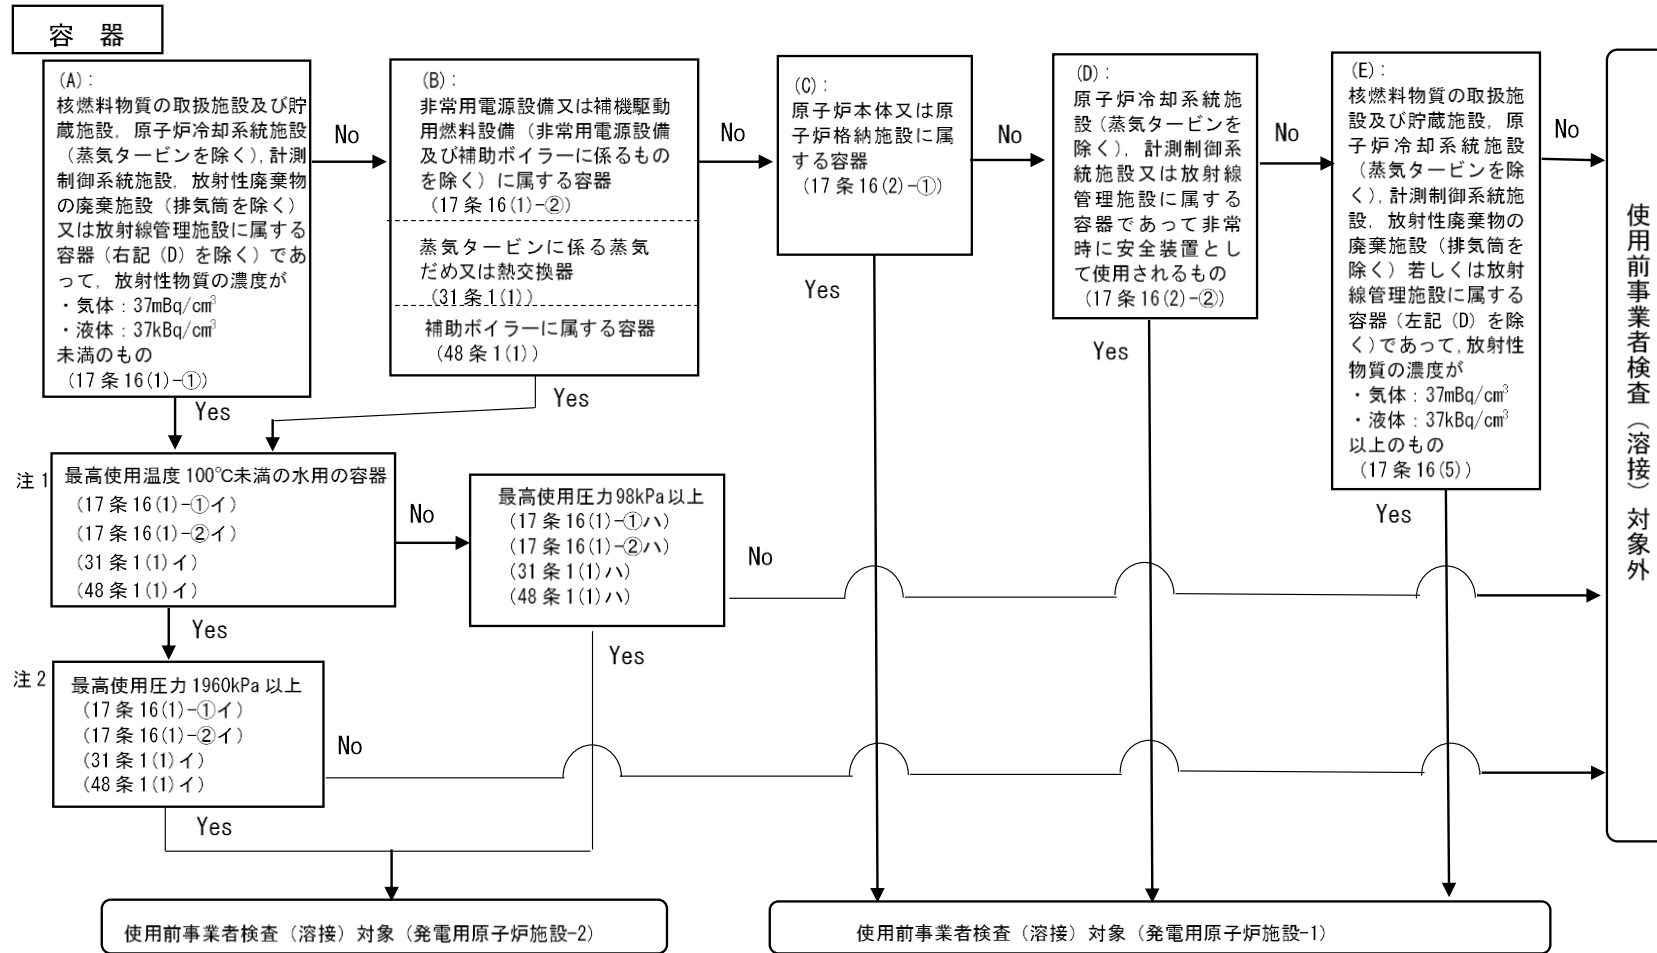 容 器
(A):
核燃料物質の取扱施設及び貯
蔵施設，原子炉冷却系統施設
（蒸気タービンを除く），計測
制御系統施設，放射性廃棄物
の廃棄施設（排気筒を除く）
又は放射線管理施設に属する
容器（右記（D）を除く）であ
って，放射性物質の濃度が
・気体：37mBq/cm³
・液体：37kBq/cm³
未満のもの
（17条16(1)-①）
No
(B):
非常用電源設備又は補機駆動
用燃料設備（非常用電源設備
及び補助ボイラーに係るもの
を除く）に属する容器
（17条16(1)-②）
蒸気タービンに係る蒸気
だめ又は熱交換器
（31条1(1)）
補助ボイラーに属する容器
（48条1(1)）
No
(C):
原子炉本体又は原
子炉格納施設に属
する容器
（17条16(2)-①）
No
(D):
原子炉冷却系統施
設（蒸気タービンを
除く），計測制御系
統施設又は放射線
管理施設に属する
容器であって非常
時に安全装置とし
て使用されるもの
（17条16(2)-②）
No
(E):
核燃料物質の取扱施
設及び貯蔵施設，原
子炉冷却系統施設
（蒸気タービンを除
く），計測制御系統施
設，放射性廃棄物の
廃棄施設（排気筒を
除く）若しくは放射
線管理施設に属する
容器（左記（D）を除
く）であって，放射性
物質の濃度が
・気体：37mBq/cm³
・液体：37kBq/cm³
以上のもの
（17条16(5)）
No
使用前事業者検査（溶接）対象外
Yes
Yes
Yes
Yes
Yes
注1
最高使用温度100℃未満の水用の容器
（17条16(1)-①イ）
（17条16(1)-②イ）
（31条1(1)イ）
（48条1(1)イ）
No
最高使用圧力98kPa以上
（17条16(1)-①ハ）
（17条16(1)-②ハ）
（31条1(1)ハ）
（48条1(1)ハ）
No
Yes
Yes
注2
最高使用圧力1960kPa以上
（17条16(1)-①イ）
（17条16(1)-②イ）
（31条1(1)イ）
（48条1(1)イ）
No
Yes
使用前事業者検査（溶接）対象（発電用原子炉施設-2）
使用前事業者検査（溶接）対象（発電用原子炉施設-1）